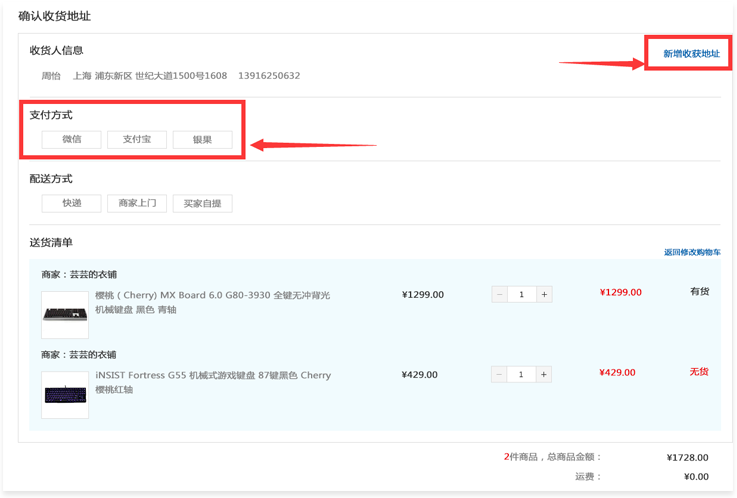 确认收货地址
收货人信息
新增收获地址
周怡 上海 浦东新区 世纪大道1500号1608 13916250632
支付方式
微信 支付宝 银果
配送方式
快递 商家上门 买家自提
送货清单
返回修改购物车
商家：芸芸的衣铺
樱桃（Cherry) MX Board 6.0 G80-3930 全键无冲背光
机械键盘 黑色 青轴
¥1299.00 − 1 + ¥1299.00 有货
商家：芸芸的衣铺
iNSIST Fortress G55 机械式游戏键盘 87键黑色 Cherry
樱桃红轴
¥429.00 − 1 + ¥429.00 无货
2件商品，总商品金额： ¥1728.00
运费： ¥0.00